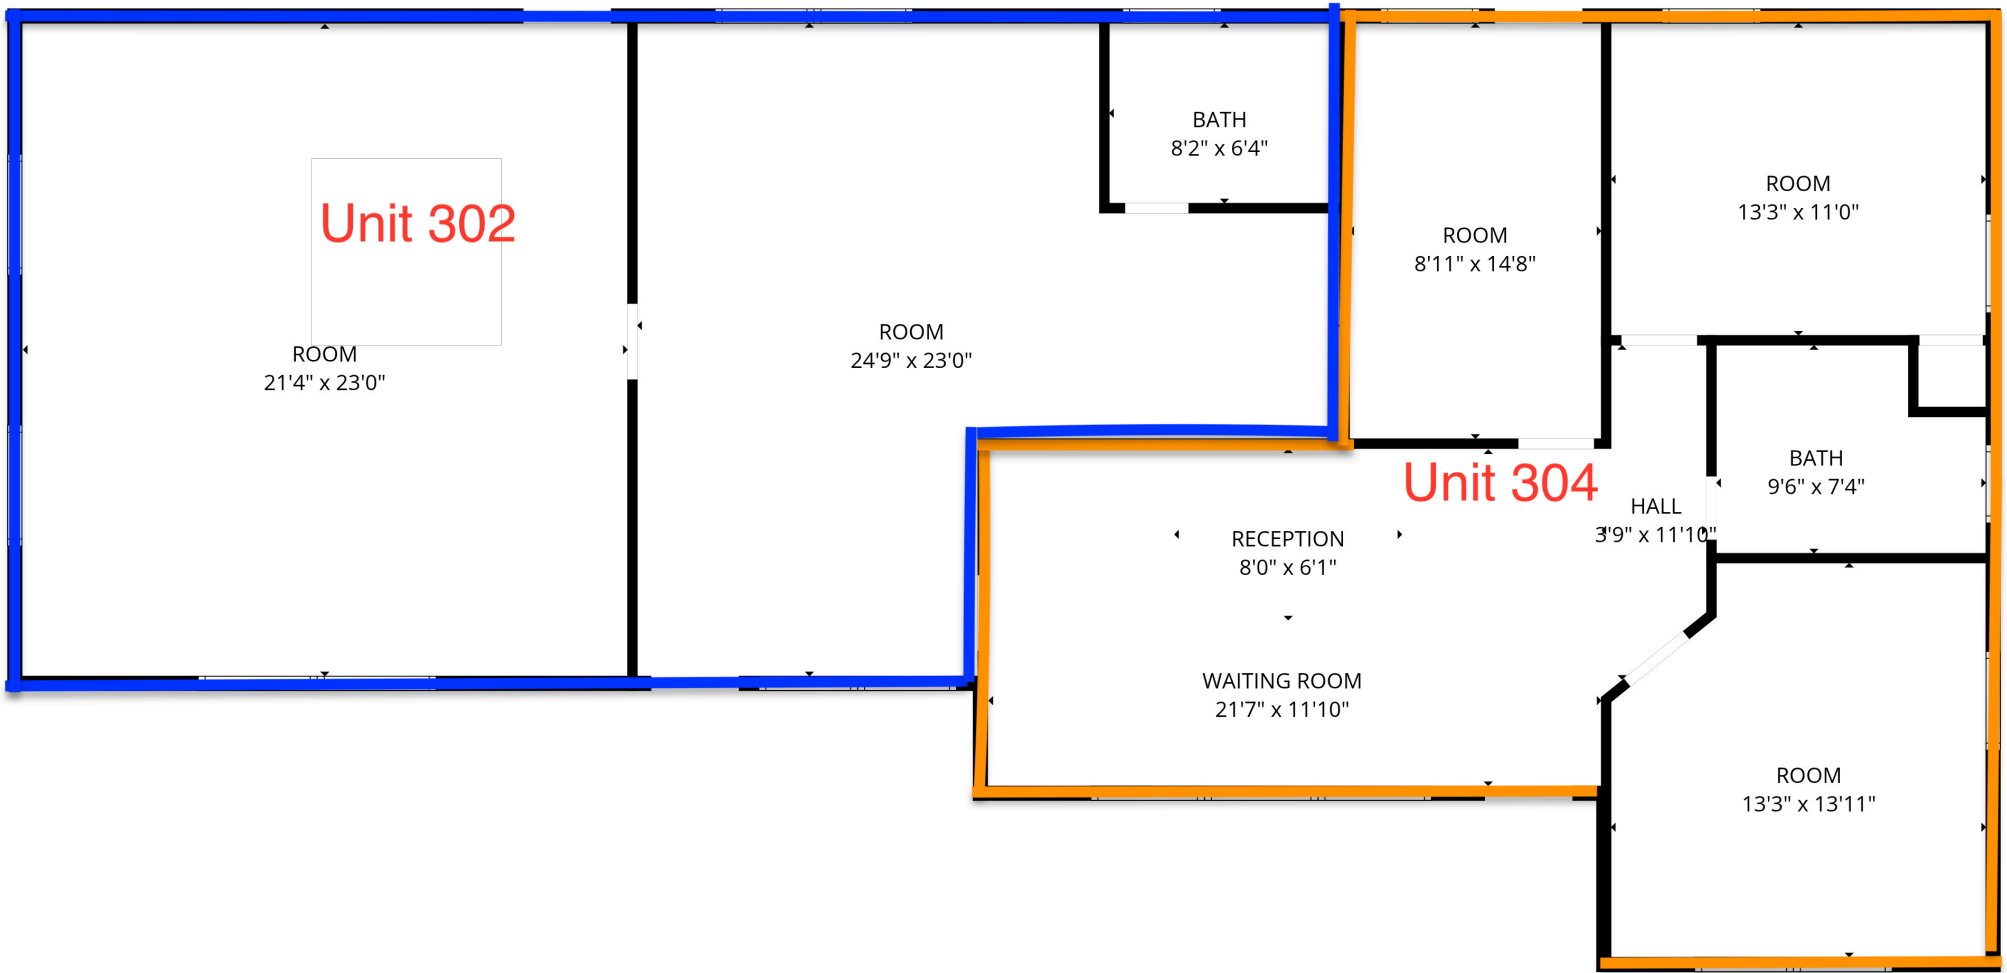 Unit 302
ROOM
21'4" x 23'0"
ROOM
24'9" x 23'0"
BATH
8'2" x 6'4"
ROOM
8'11" x 14'8"
ROOM
13'3" x 11'0"
Unit 304
BATH
9'6" x 7'4"
HALL
3'9" x 11'10"
RECEPTION
8'0" x 6'1"
WAITING ROOM
21'7" x 11'10"
ROOM
13'3" x 13'11"